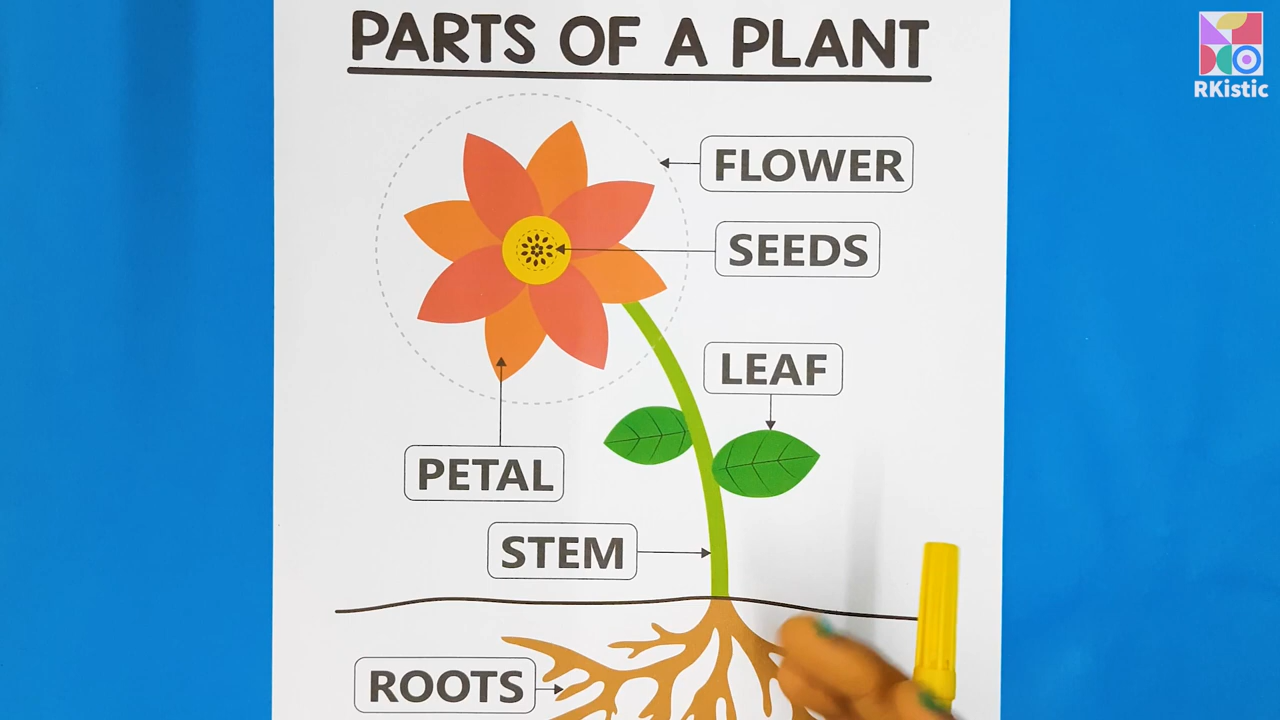 PARTS OF A PLANT
FLOWER
SEEDS
LEAF
PETAL
STEM
ROOTS
RKistic